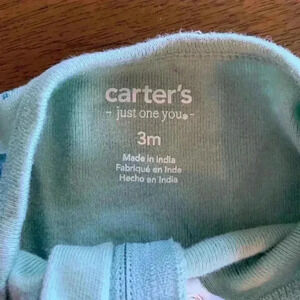 carter's
- just one you® -
3m
Made in India
Fabriqué en Inde
Hecho en India